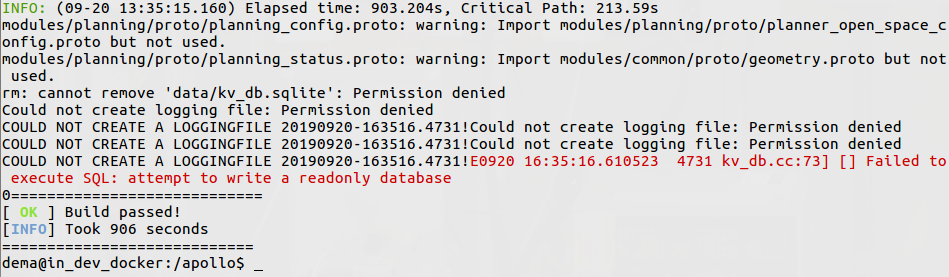 INFO: (09-20 13:35:15.160) Elapsed time: 903.204s, Critical Path: 213.59s
modules/planning/proto/planning_config.proto: warning: Import modules/planning/proto/planner_open_space_c
onfig.proto but not used.
modules/planning/proto/planning_status.proto: warning: Import modules/common/proto/geometry.proto but not
 used.
rm: cannot remove 'data/kv_db.sqlite': Permission denied
Could not create logging file: Permission denied
COULD NOT CREATE A LOGGINGFILE 20190920-163516.4731!Could not create logging file: Permission denied
COULD NOT CREATE A LOGGINGFILE 20190920-163516.4731!Could not create logging file: Permission denied
COULD NOT CREATE A LOGGINGFILE 20190920-163516.4731!E0920 16:35:16.610523  4731 kv_db.cc:73] [] Failed to
 execute SQL: attempt to write a readonly database
0============================
[ OK ] Build passed!
[INFO] Took 906 seconds
============================
dema@in_dev_docker:/apollo$ _